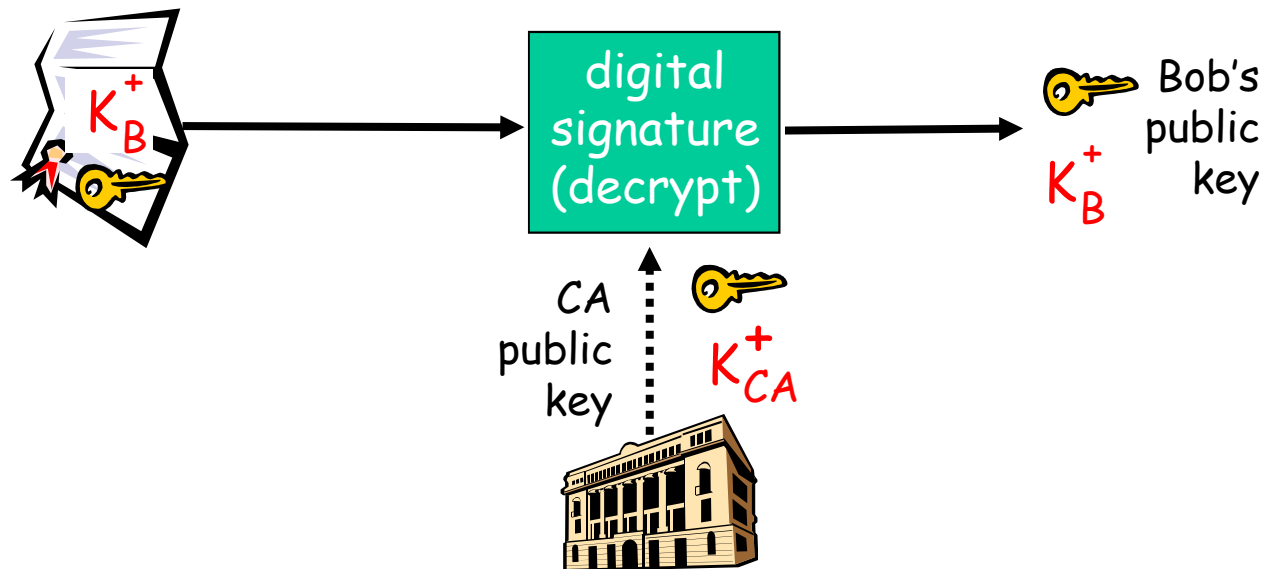 K_B^+
digital
signature
(decrypt)
Bob's
public
key
K_B^+
CA
public
key
K_CA^+